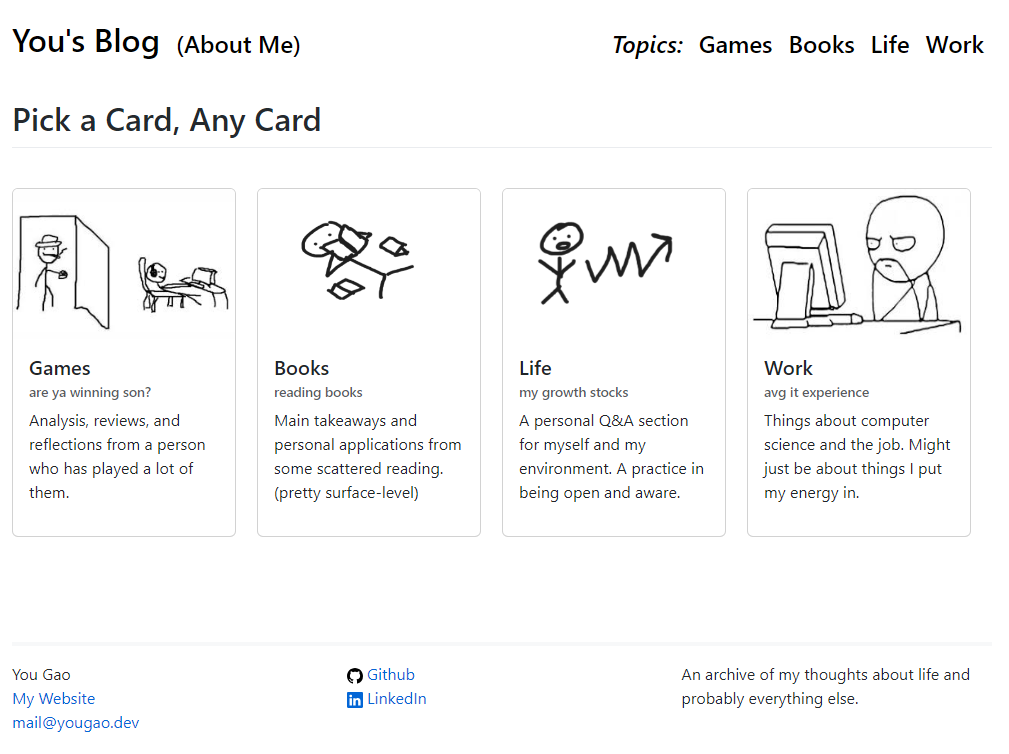 You's Blog (About Me) Topics: Games Books Life Work
Pick a Card, Any Card
Games
are ya winning son?
Analysis, reviews, and
reflections from a person
who has played a lot of
them.
Books
reading books
Main takeaways and
personal applications from
some scattered reading.
(pretty surface-level)
Life
my growth stocks
A personal Q&A section
for myself and my
environment. A practice in
being open and aware.
Work
avg it experience
Things about computer
science and the job. Might
just be about things I put
my energy in.
You Gao
My Website
mail@yougao.dev
Github
in LinkedIn
An archive of my thoughts about life and
probably everything else.